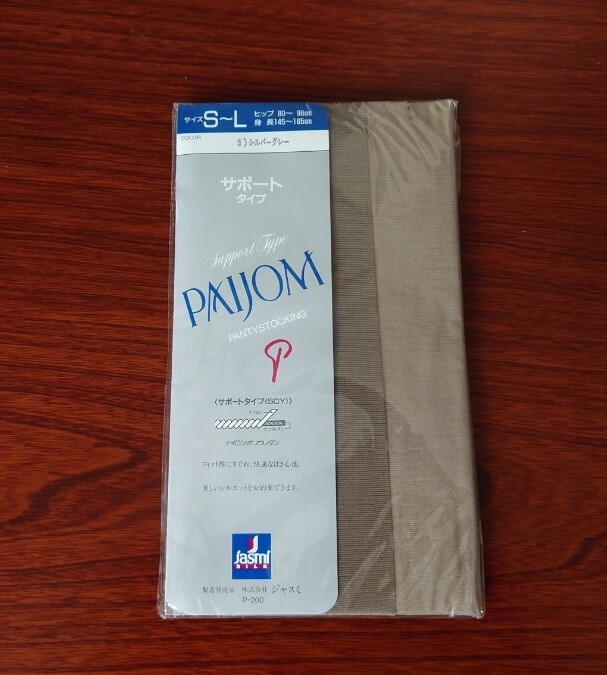 サイズ S～L ヒップ 80～98cm
身長145～165cm
COLOR
S)シルバーグレー
サポート
タイプ
Support Type
PAIJOM
PANTYSTOCKING
P
〈サポートタイプ(SCY)〉
ナイロン
ポリウレタン
ナイロンポリウレタン
フィット性にすぐれ、快適なはき心地。
美しいシルエットをお約束できます。
Jasmi
SILK
製造発売元 株式会社 ジャスミ
P-200